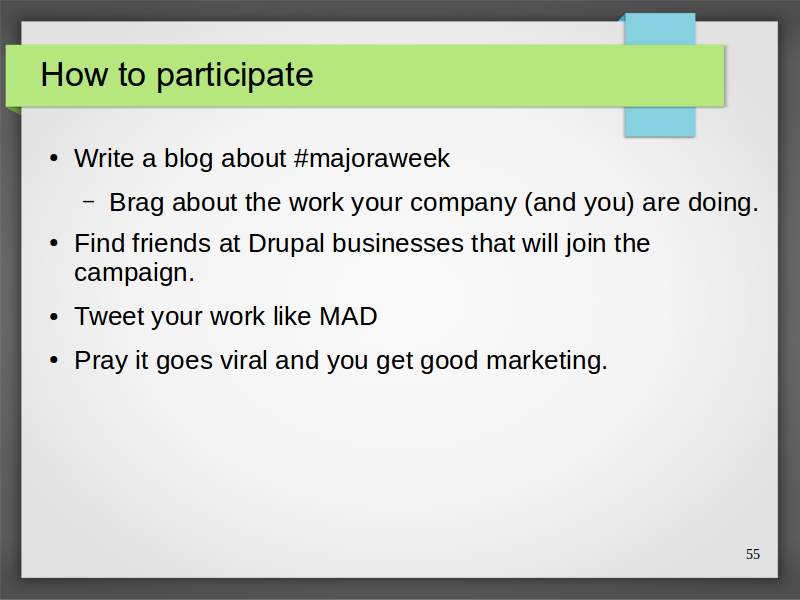 How to participate
• Write a blog about #majoraweek
– Brag about the work your company (and you) are doing.
• Find friends at Drupal businesses that will join the
campaign.
• Tweet your work like MAD
• Pray it goes viral and you get good marketing.
55